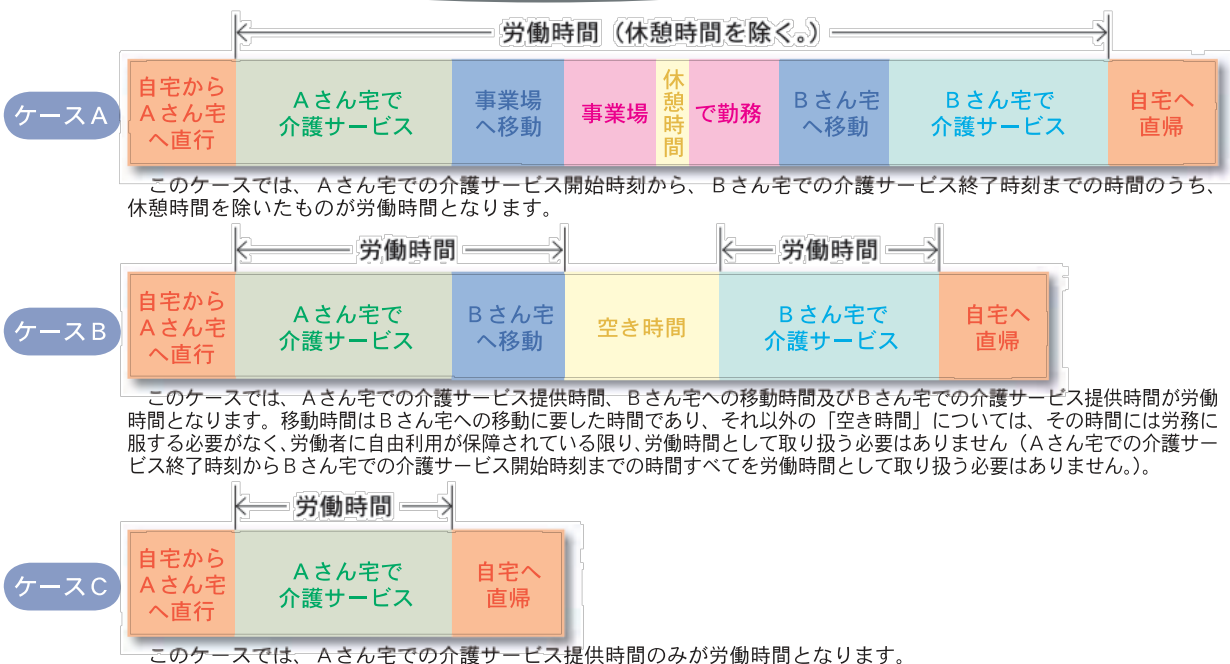 労働時間（休憩時間を除く。）
ケースA
自宅から
Aさん宅
へ直行
Aさん宅で
介護サービス
事業場
へ移動
事業場
休憩時間
で勤務
Bさん宅
へ移動
Bさん宅で
介護サービス
自宅へ
直帰
このケースでは、Aさん宅での介護サービス開始時刻から、Bさん宅での介護サービス終了時刻までの時間のうち、
休憩時間を除いたものが労働時間となります。
労働時間
労働時間
ケースB
自宅から
Aさん宅
へ直行
Aさん宅で
介護サービス
Bさん宅
へ移動
空き時間
Bさん宅で
介護サービス
自宅へ
直帰
このケースでは、Aさん宅での介護サービス提供時間、Bさん宅への移動時間及びBさん宅での介護サービス提供時間が労働
時間となります。移動時間はBさん宅への移動に要した時間であり、それ以外の「空き時間」については、その時間には労務に
服する必要がなく、労働者に自由利用が保障されている限り、労働時間として取り扱う必要はありません（Aさん宅での介護サー
ビス終了時刻からBさん宅での介護サービス開始時刻までの時間すべてを労働時間として取り扱う必要はありません。）。
労働時間
ケースC
自宅から
Aさん宅
へ直行
Aさん宅で
介護サービス
自宅へ
直帰
このケースでは、Aさん宅での介護サービス提供時間のみが労働時間となります。